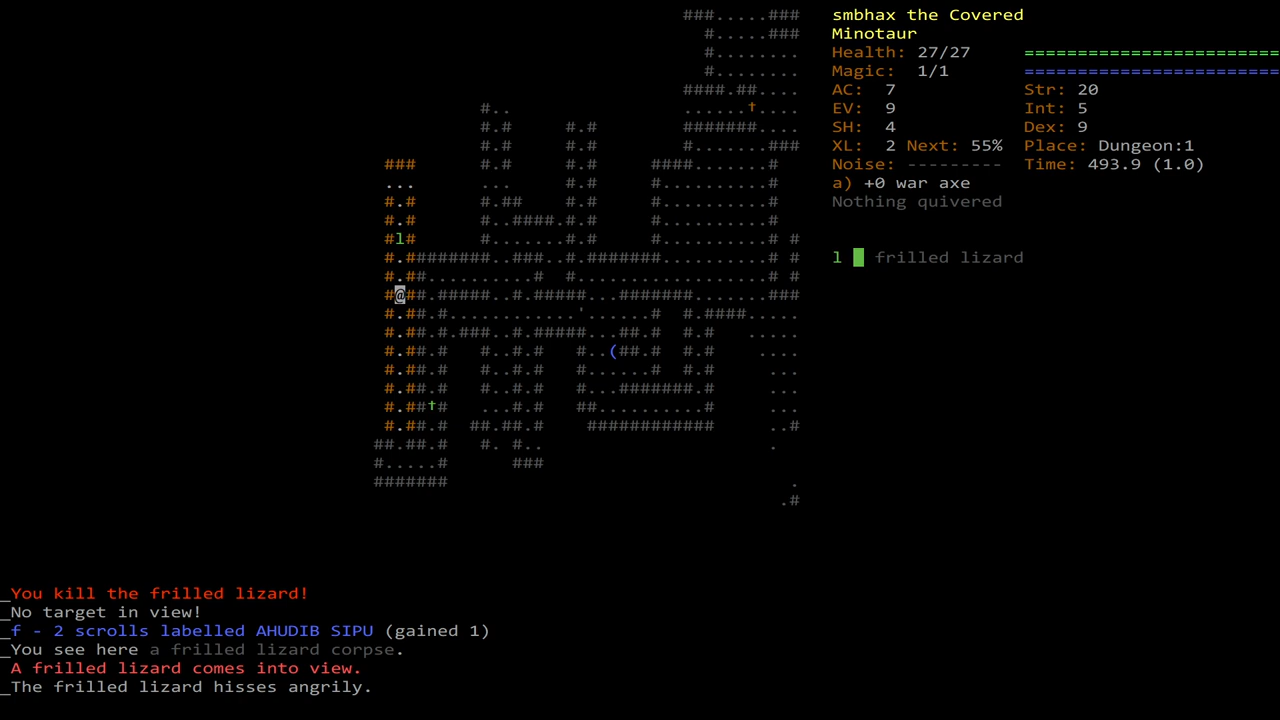 smbhax the Covered
Minotaur
Health: 27/27 ========================
Magic: 1/1 ========================
AC: 7 Str: 20
EV: 9 Int: 5
SH: 4 Dex: 9
XL: 2 Next: 55% Place: Dungeon:1
Noise: --------- Time: 493.9 (1.0)
a) +0 war axe
Nothing quivered
l frilled lizard
_You kill the frilled lizard!
_No target in view!
_f - 2 scrolls labelled AHUDIB SIPU (gained 1)
_You see here a frilled lizard corpse.
A frilled lizard comes into view.
_The frilled lizard hisses angrily.